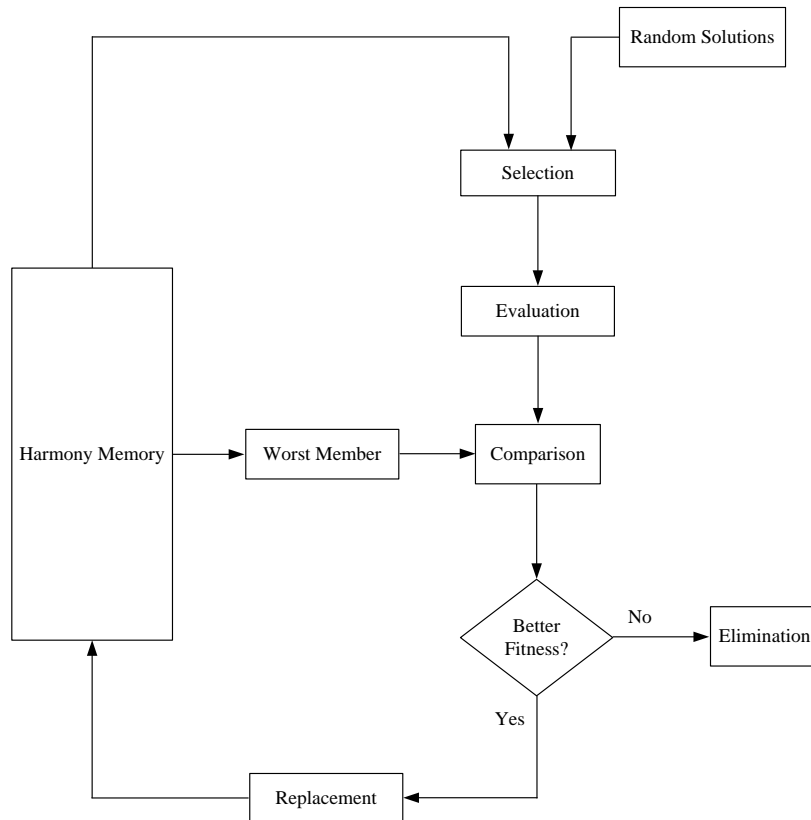 Random Solutions
Selection
Evaluation
Harmony Memory
Worst Member
Comparison
Better
Fitness?
No
Elimination
Yes
Replacement